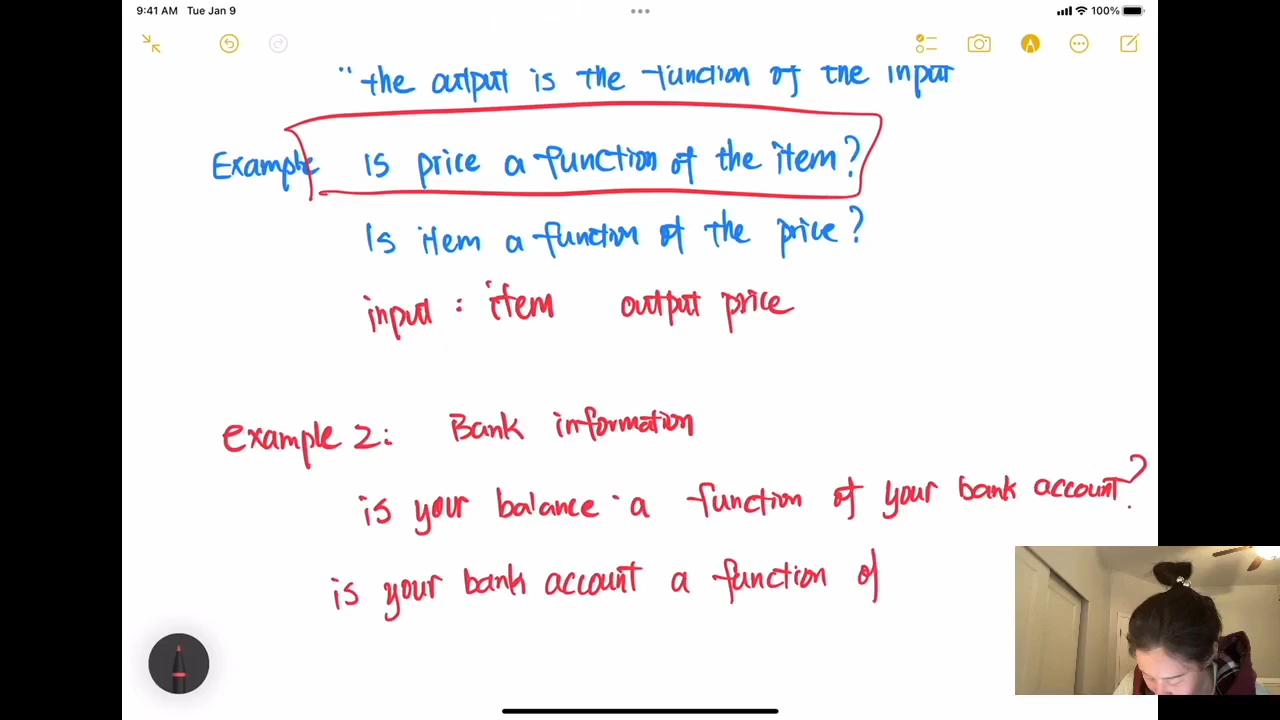 9:41 AM Tue Jan 9 100%
"the output is the function of the input
Example is price a function of the item?
Is item a function of the price?
input : item output price
example 2: Bank information
is your balance a function of your bank account?
is your bank account a function of